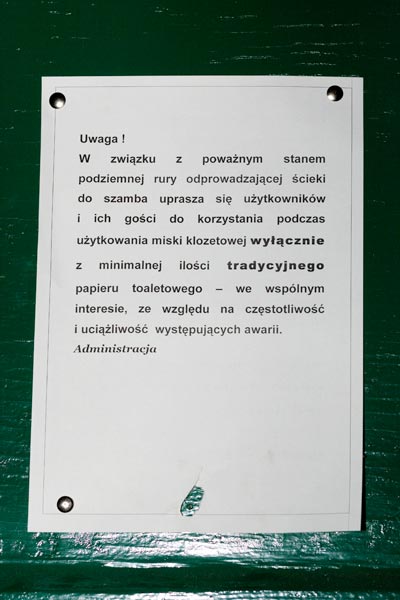 Uwaga !
W związku z poważnym stanem
podziemnej rury odprowadzającej ścieki
do szamba uprasza się użytkowników
i ich gości do korzystania podczas
użytkowania miski klozetowej wyłącznie
z minimalnej ilości tradycyjnego
papieru toaletowego – we wspólnym
interesie, ze względu na częstotliwość
i uciążliwość występujących awarii.
Administracja